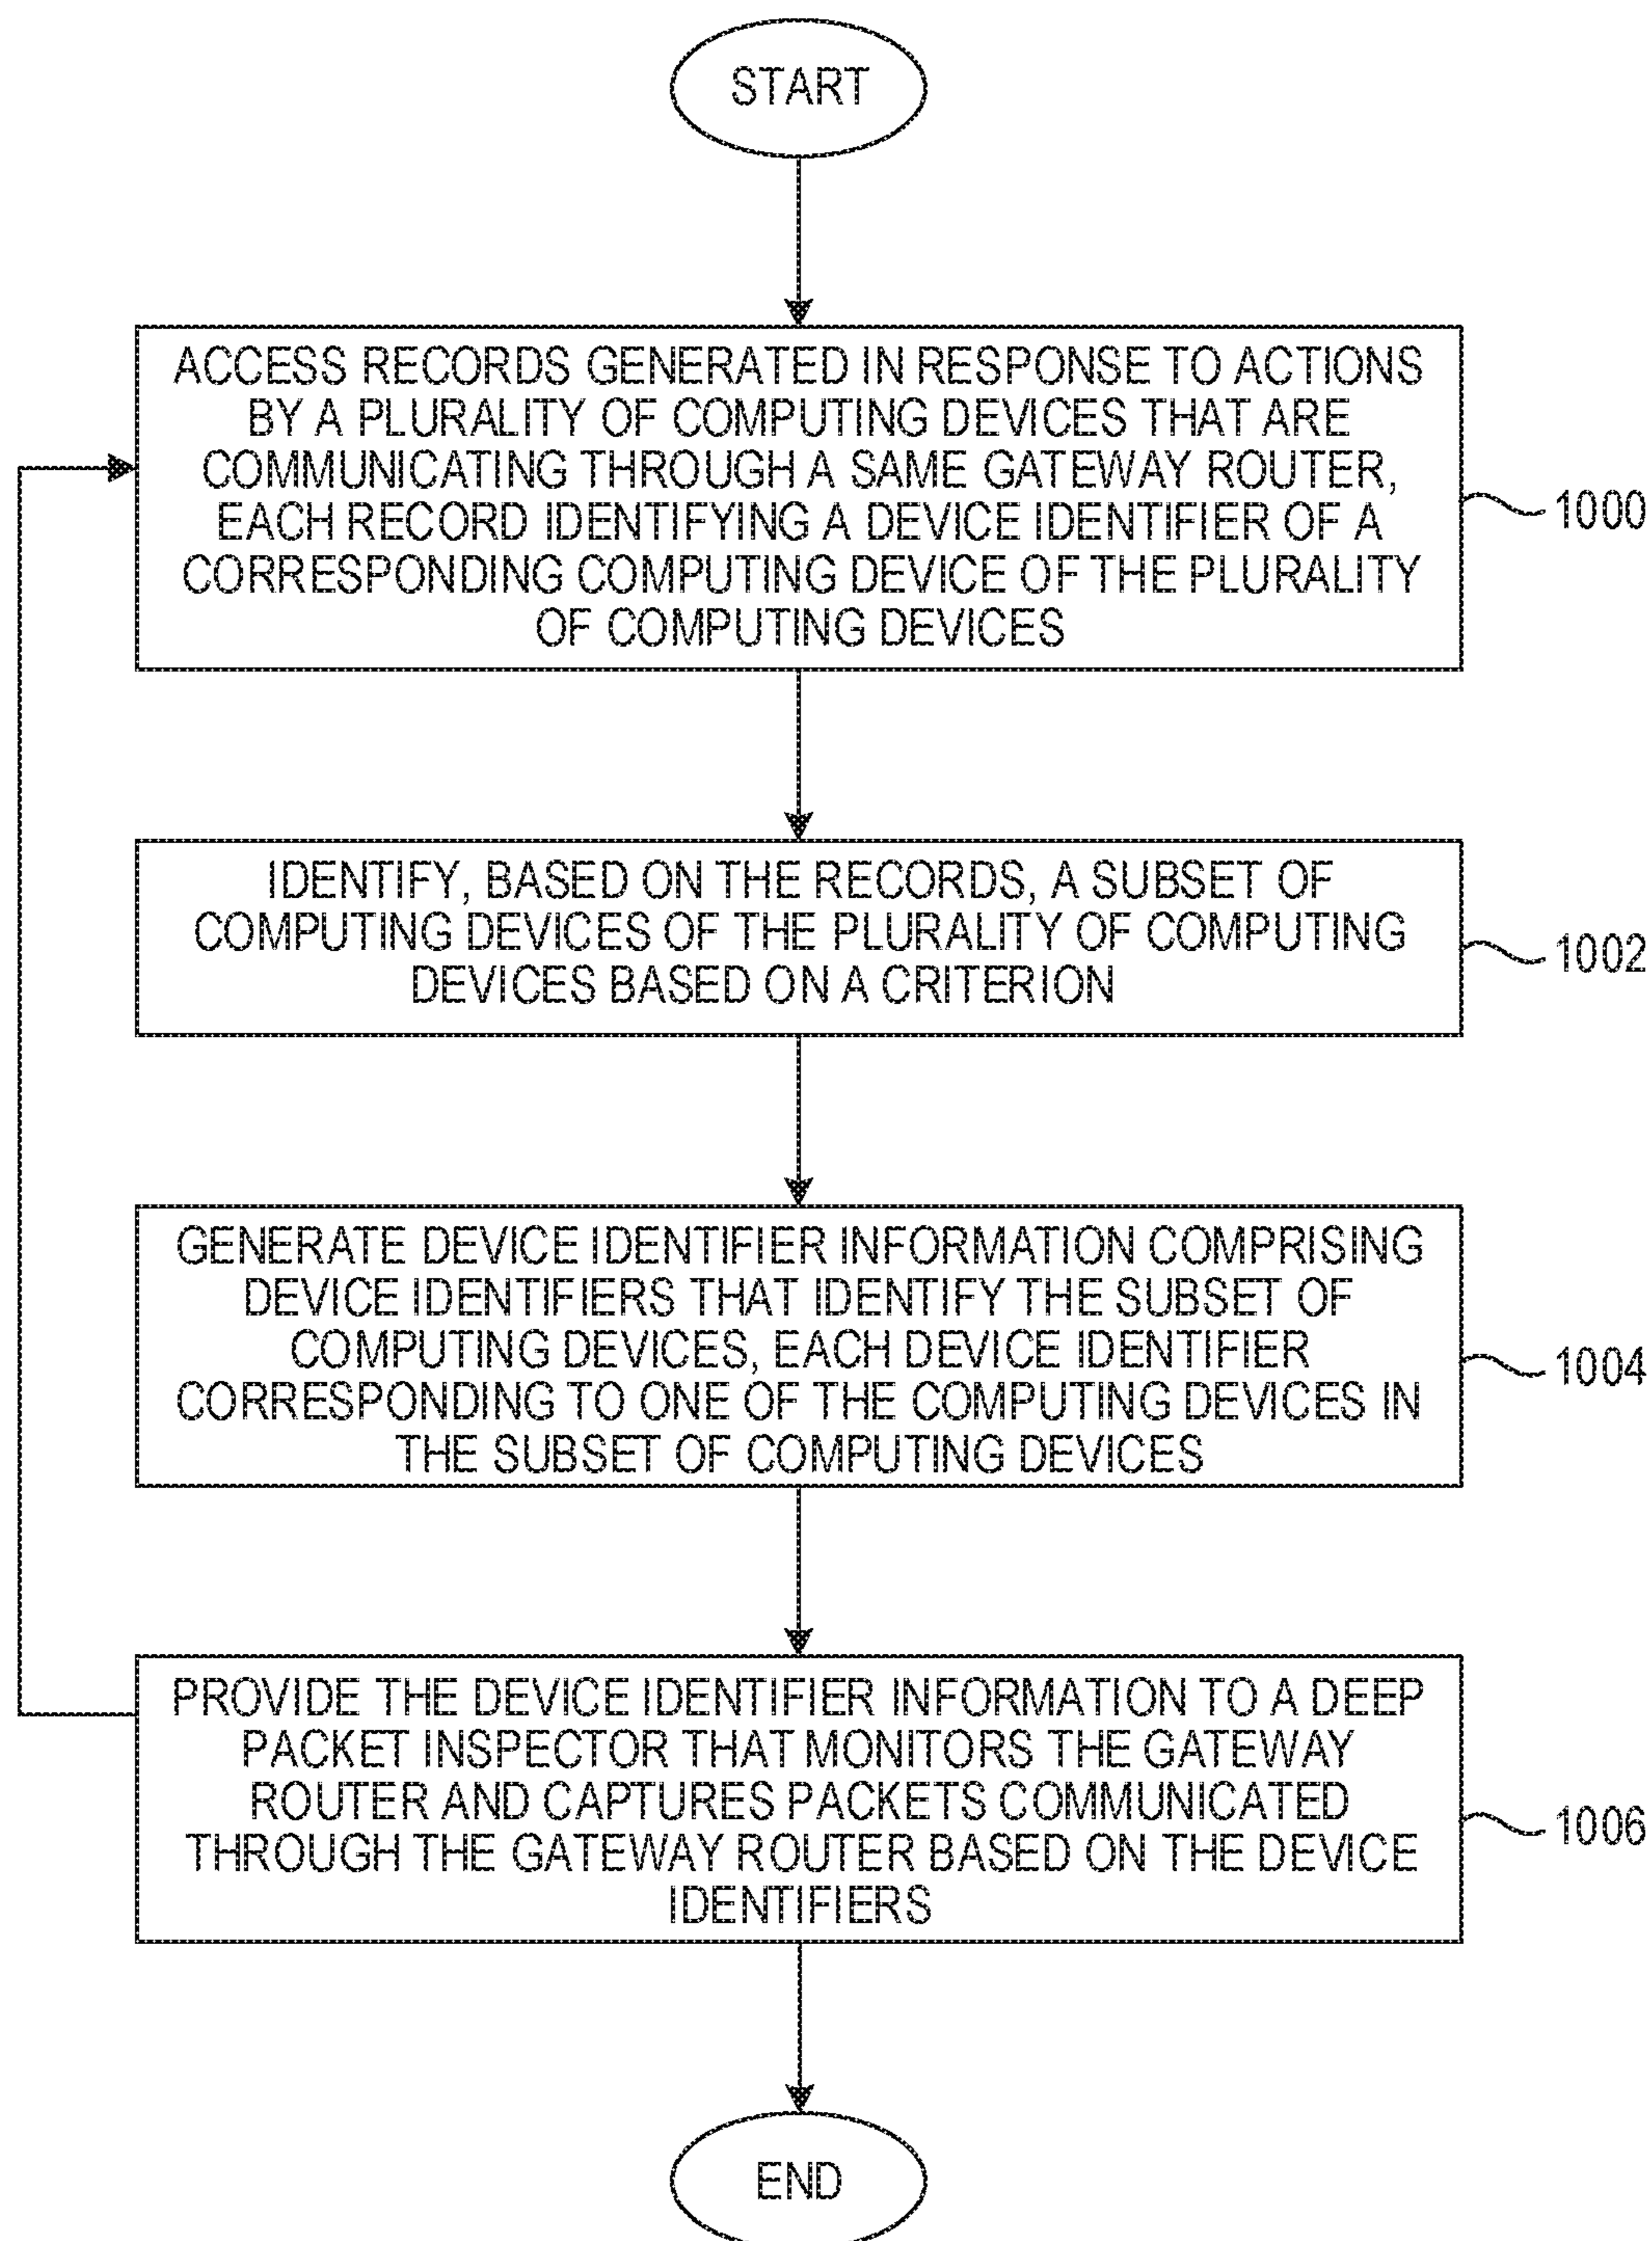 START
ACCESS RECORDS GENERATED IN RESPONSE TO ACTIONS
BY A PLURALITY OF COMPUTING DEVICES THAT ARE
COMMUNICATING THROUGH A SAME GATEWAY ROUTER,
EACH RECORD IDENTIFYING A DEVICE IDENTIFIER OF A
CORRESPONDING COMPUTING DEVICE OF THE PLURALITY
OF COMPUTING DEVICES
1000
IDENTIFY, BASED ON THE RECORDS, A SUBSET OF
COMPUTING DEVICES OF THE PLURALITY OF COMPUTING
DEVICES BASED ON A CRITERION
1002
GENERATE DEVICE IDENTIFIER INFORMATION COMPRISING
DEVICE IDENTIFIERS THAT IDENTIFY THE SUBSET OF
COMPUTING DEVICES, EACH DEVICE IDENTIFIER
CORRESPONDING TO ONE OF THE COMPUTING DEVICES IN
THE SUBSET OF COMPUTING DEVICES
1004
PROVIDE THE DEVICE IDENTIFIER INFORMATION TO A DEEP
PACKET INSPECTOR THAT MONITORS THE GATEWAY
ROUTER AND CAPTURES PACKETS COMMUNICATED
THROUGH THE GATEWAY ROUTER BASED ON THE DEVICE
IDENTIFIERS
1006
END